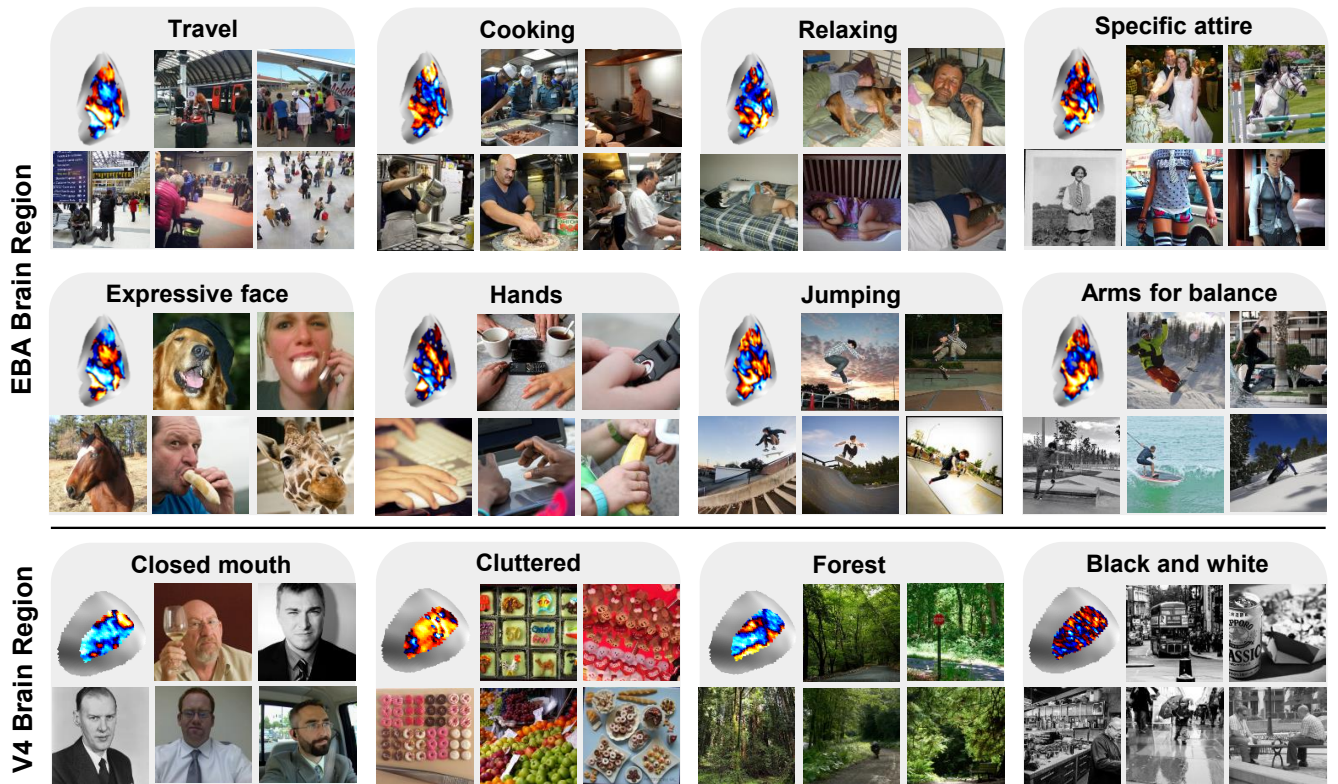 EBA Brain Region
Travel
Cooking
Relaxing
Specific attire
Expressive face
Hands
Jumping
Arms for balance
V4 Brain Region
Closed mouth
Cluttered
Forest
Black and white